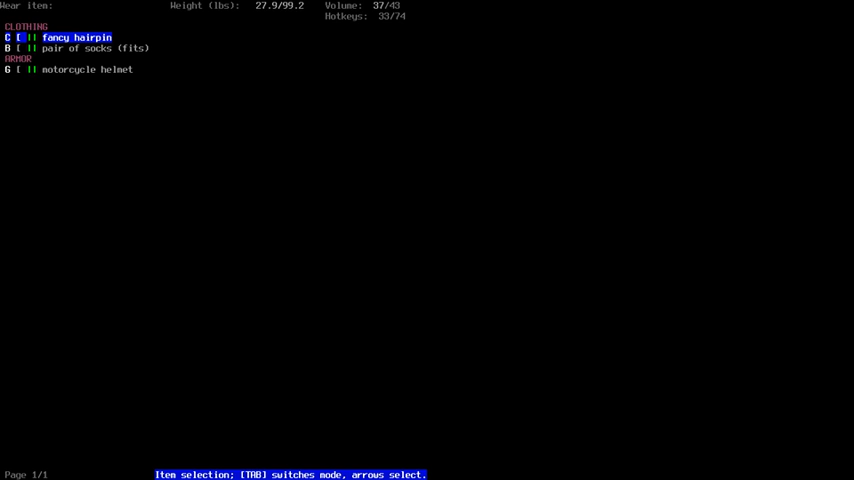 Wear item: Weight (lbs): 27.9/99.2 Volume: 37/43
Hotkeys: 33/74
CLOTHING
C [ || fancy hairpin
B [ || pair of socks (fits)
ARMOR
G [ || motorcycle helmet
Page 1/1 Item selection; [TAB] switches mode, arrows select.